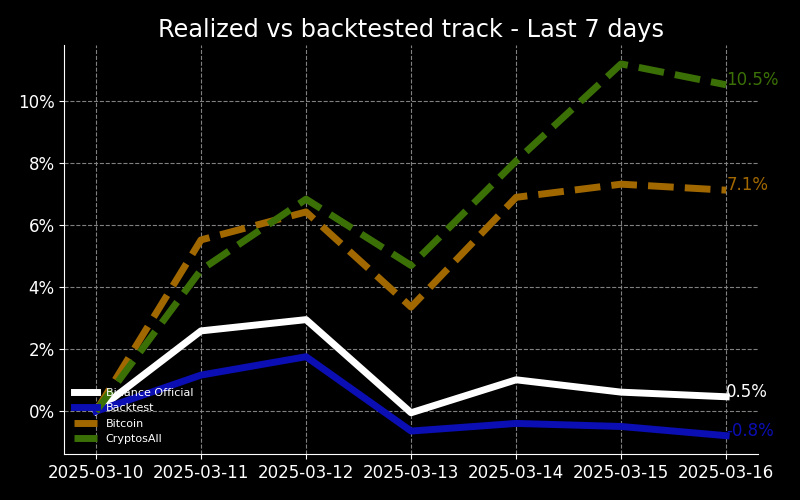 Realized vs backtested track - Last 7 days
10%
8%
6%
4%
2%
0%
10.5%
7.1%
0.5%
-0.8%
Binance Official
Backtest
Bitcoin
CryptosAll
2025-03-10 2025-03-11 2025-03-12 2025-03-13 2025-03-14 2025-03-15 2025-03-16